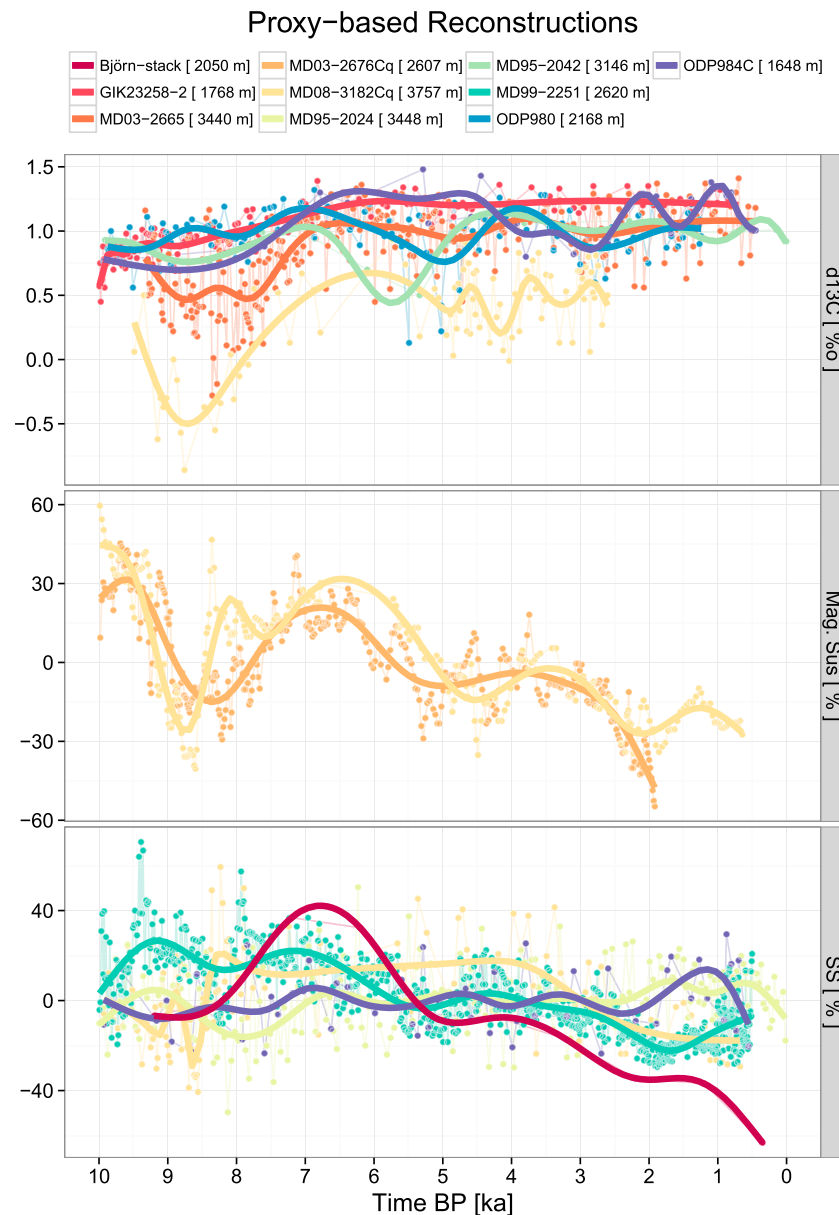 Proxy−based Reconstructions
Björn−stack [ 2050 m] MD03−2676Cq [ 2607 m] MD95−2042 [ 3146 m] ODP984C [ 1648 m]
GIK23258−2 [ 1768 m] MD08−3182Cq [ 3757 m] MD99−2251 [ 2620 m]
MD03−2665 [ 3440 m] MD95−2024 [ 3448 m] ODP980 [ 2168 m]
1.5
1.0
0.5
0.0
−0.5
d13C [ %o ]
60
30
0
−30
−60
Mag. Sus [ % ]
40
0
−40
SS [ % ]
10 9 8 7 6 5 4 3 2 1 0
Time BP [ka]